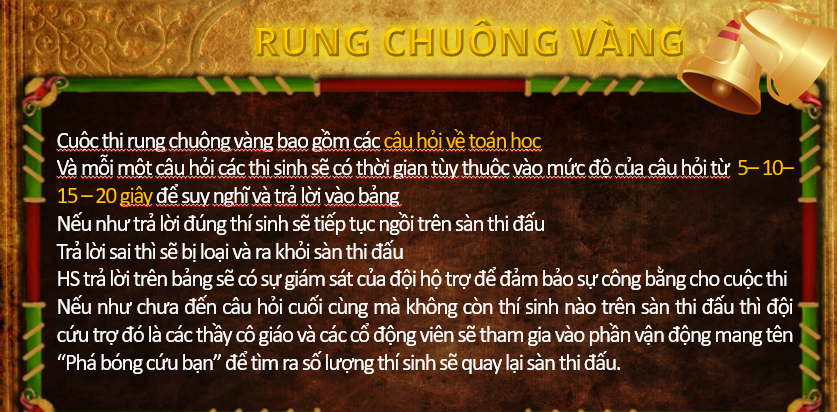 RUNG CHUÔNG VÀNG
Cuộc thi rung chuông vàng bao gồm các câu hỏi về toán học
Và mỗi một câu hỏi các thi sinh sẽ có thời gian tùy thuộc vào mức độ của câu hỏi từ 5– 10–
15 – 20 giây để suy nghĩ và trả lời vào bảng
Nếu như trả lời đúng thí sinh sẽ tiếp tục ngồi trên sàn thi đấu
Trả lời sai thì sẽ bị loại và ra khỏi sàn thi đấu
HS trả lời trên bảng sẽ có sự giám sát của đội hộ trợ để đảm bảo sự công bằng cho cuộc thi
Nếu như chưa đến câu hỏi cuối cùng mà không còn thí sinh nào trên sàn thi đấu thì đội
cứu trợ đó là các thầy cô giáo và các cổ động viên sẽ tham gia vào phần vận động mang tên
“Phá bóng cứu bạn” để tìm ra số lượng thí sinh sẽ quay lại sàn thi đấu.